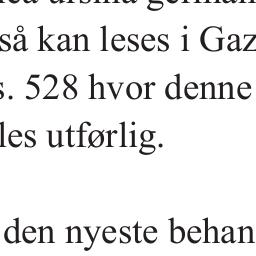 så kan leses i Gaz
s. 528 hvor denne
les utførlig.
den nyeste behan